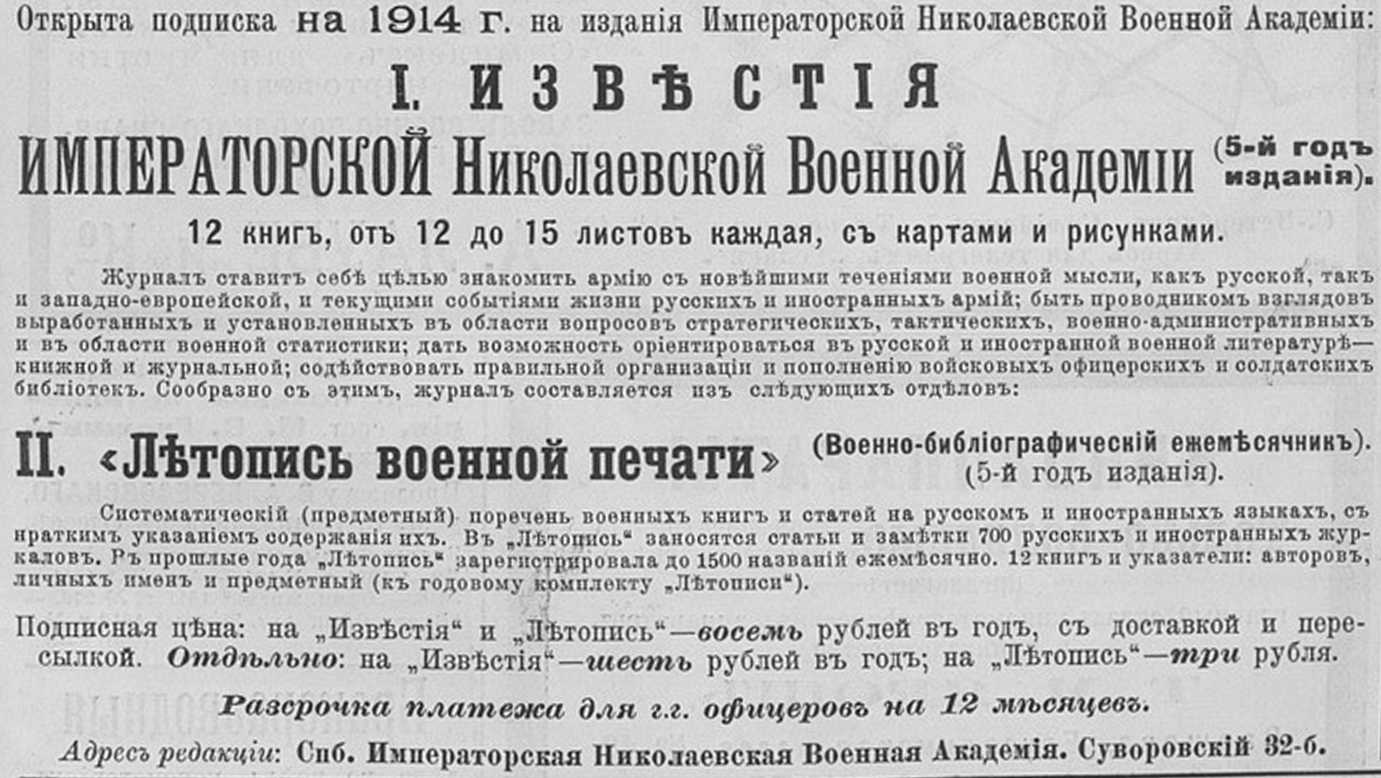 Открыта подписка на 1914 г. на изданія Императорской Николаевской Военной Академіи:
I. ИЗВѢСТІЯ
ИМПЕРАТОРСКОЙ Николаевской Военной Академіи (5-й годъ изданія).
12 книгъ, отъ 12 до 15 листовъ каждая, съ картами и рисунками.
Журналъ ставитъ себѣ цѣлью знакомить армію съ новѣйшими теченіями военной мысли, какъ русской, такъ
и западно-европейской, и текущими событіями жизни русскихъ и иностранныхъ армій; быть проводникомъ взглядовъ
выработанныхъ и установленныхъ въ области вопросовъ стратегическихъ, тактическихъ, военно-административныхъ
и въ области военной статистики; дать возможность оріентироваться въ русской и иностранной военной литературѣ—
книжной и журнальной; содѣйствовать правильной организаціи и пополненію войсковыхъ офицерскихъ и солдатскихъ
библіотекъ. Сообразно съ этимъ, журналъ составляется изъ слѣдующихъ отдѣловъ:
II. «Лѣтопись военной печати» (Военно-библіографическій ежемѣсячникъ).
(5-й годъ изданія).
Систематическій (предметный) поречень военныхъ книгъ и статей на русскомъ и иностранныхъ языкахъ, съ
нраткимъ указаніемъ содержанія ихъ. Въ „Лѣтопись“ заносятся статьи и замѣтки 700 русскихъ и иностранныхъ жур-
каловъ. Ръ прошлые года „Лѣтопись“ зарегистрировала до 1500 названій ежемѣсячно. 12 книгъ и указатели: авторовъ,
личныхъ именъ и предметный (къ годовому комплекту „Лѣтописи“).
Подписная цѣна: на „Извѣстія“ и „Лѣтопись“—восемь рублей въ годъ, съ доставкой и пере-
сылкой. Отдѣльно: на „Извѣстія“—шесть рублей въ годъ; на „Лѣтопись“—три рубля.
Разсрочка платежа для г.г. офицеровъ на 12 мѣсяцевъ.
Адресъ редакціи: Спб. Императорская Николаевская Военная Академія. Суворовскій 32-б.